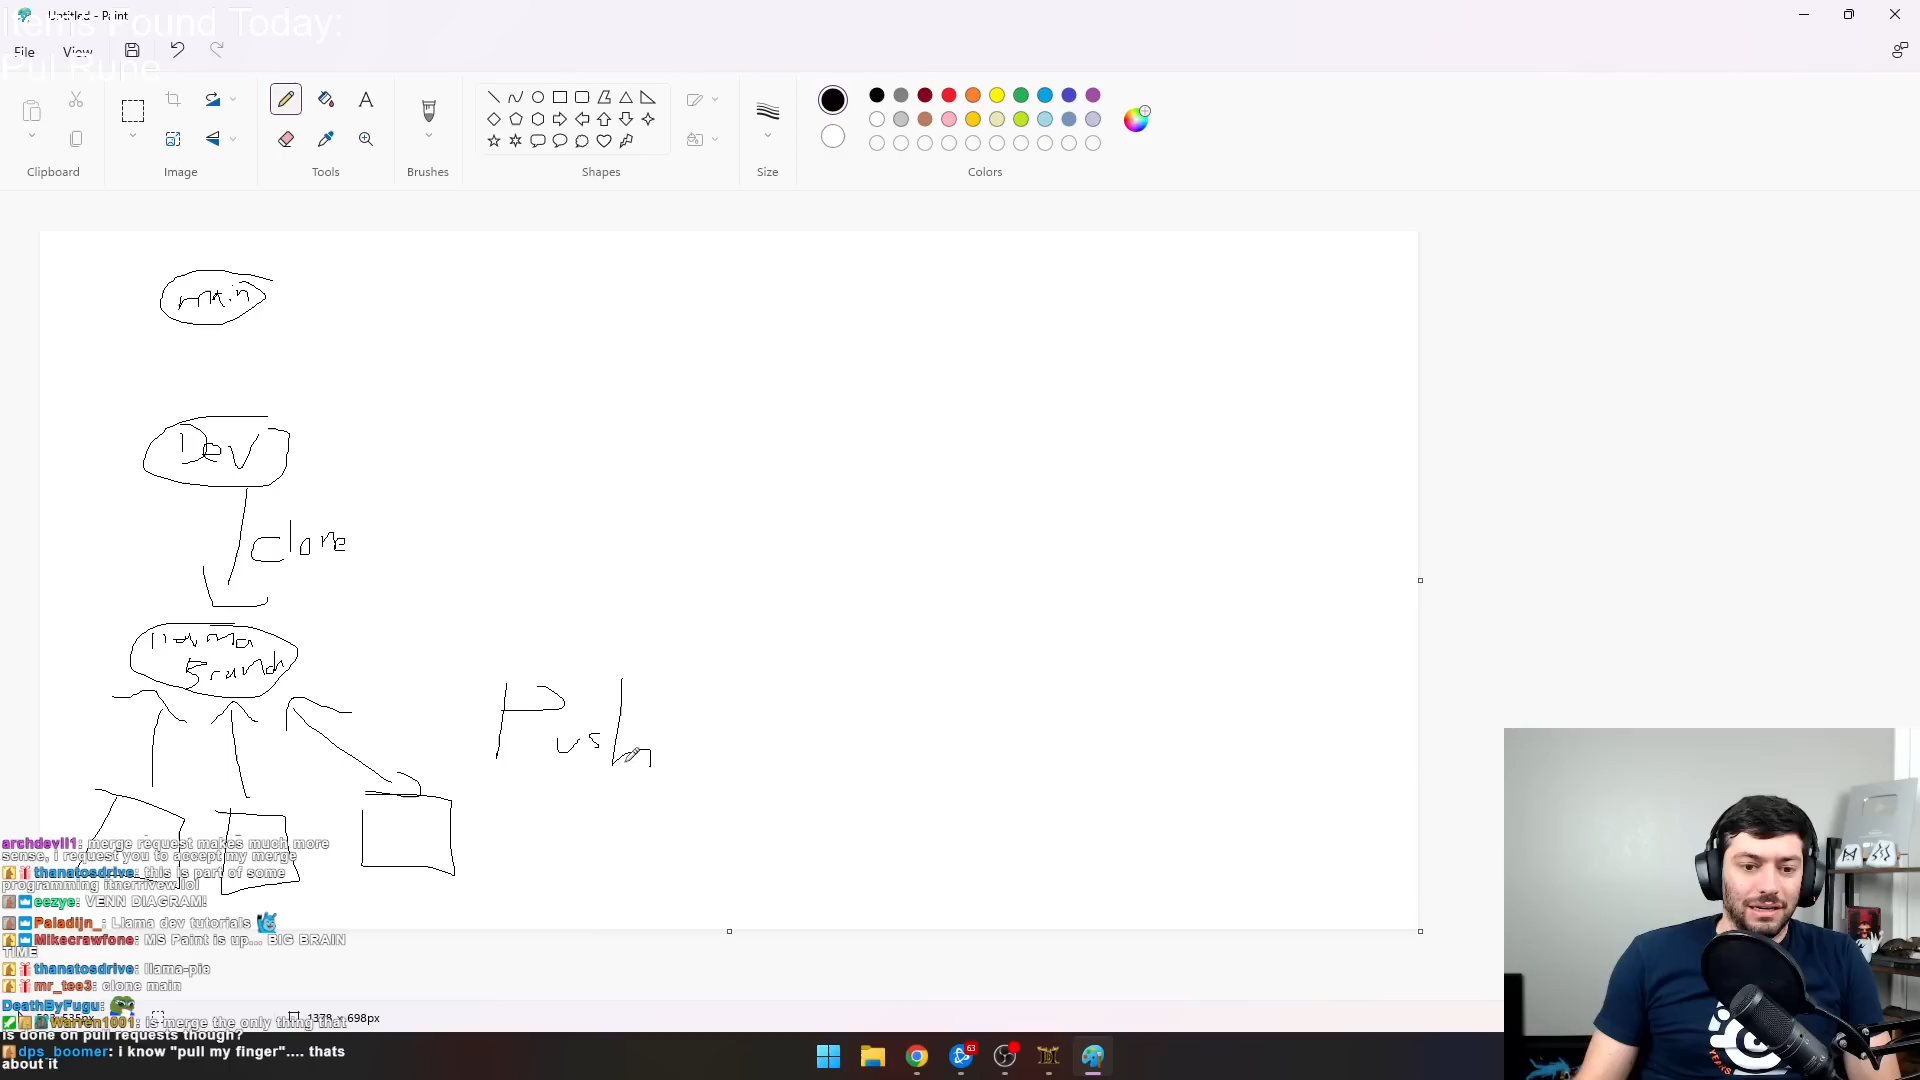 Items Found Today:
Pul Rune
Untitled - Paint
File
View
Clipboard
Image
Tools
Brushes
Shapes
Size
Colors
main
Dev
Clone
Push
archdevil1: merge request makes much more
sense, i request you to accept my merge
thanatosdrive: this is part of some
programming itnerrivew lol
eezye: VENN DIAGRAM!
Paladijn_: Llama dev tutorials
Mikecrawfone: MS Paint is up... BIG BRAIN
TIME
thanatosdrive: llama-pie
mr_tee3: clone main
DeathByFugu:
1378 x 698px
Warren1001: is merge the only thing that
is done on pull requests though?
dps_boomer: i know "pull my finger".... thats
about it
63